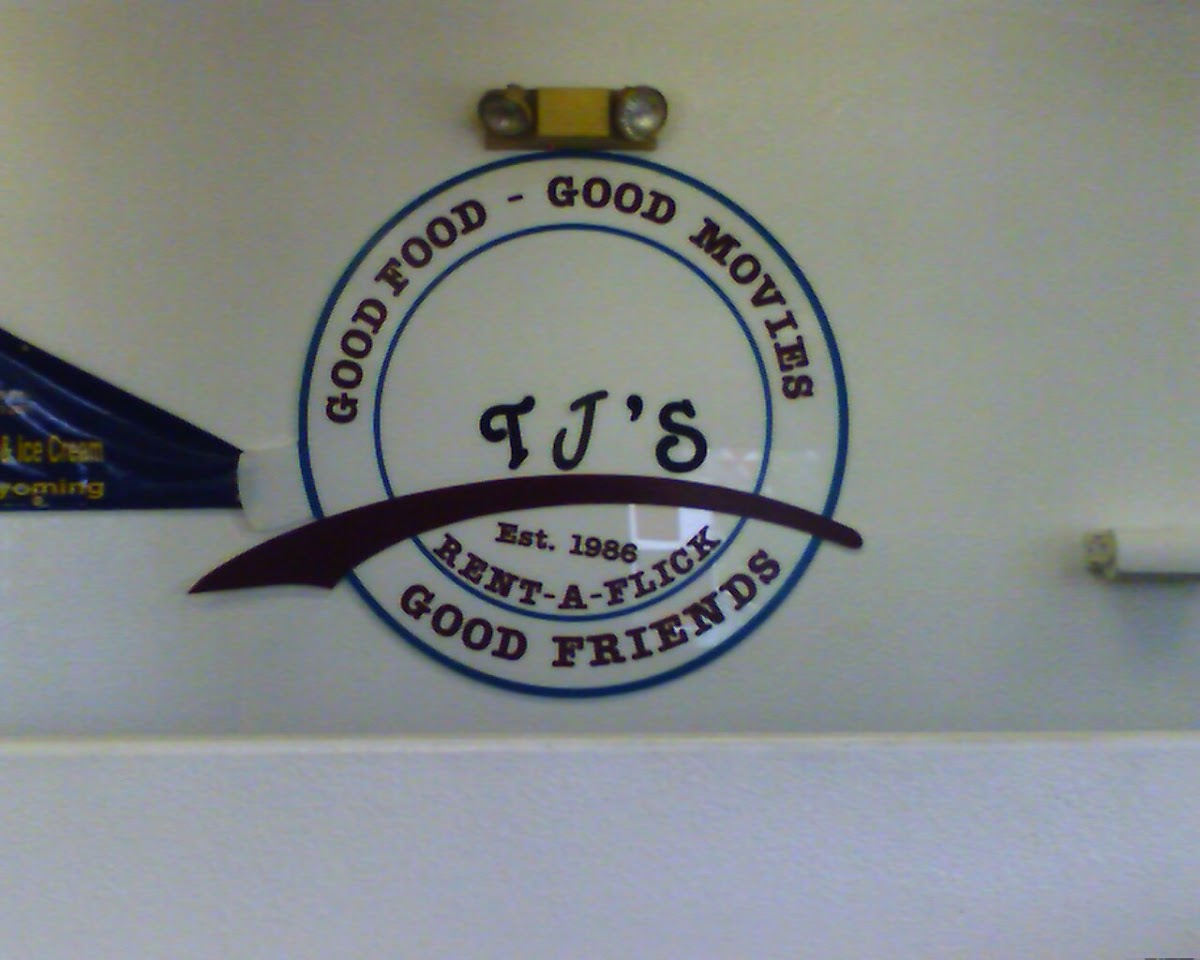 GOOD FOOD - GOOD MOVIES
TJ'S
Est. 1986
RENT-A-FLICK
GOOD FRIENDS
& Ice Cream
yoming